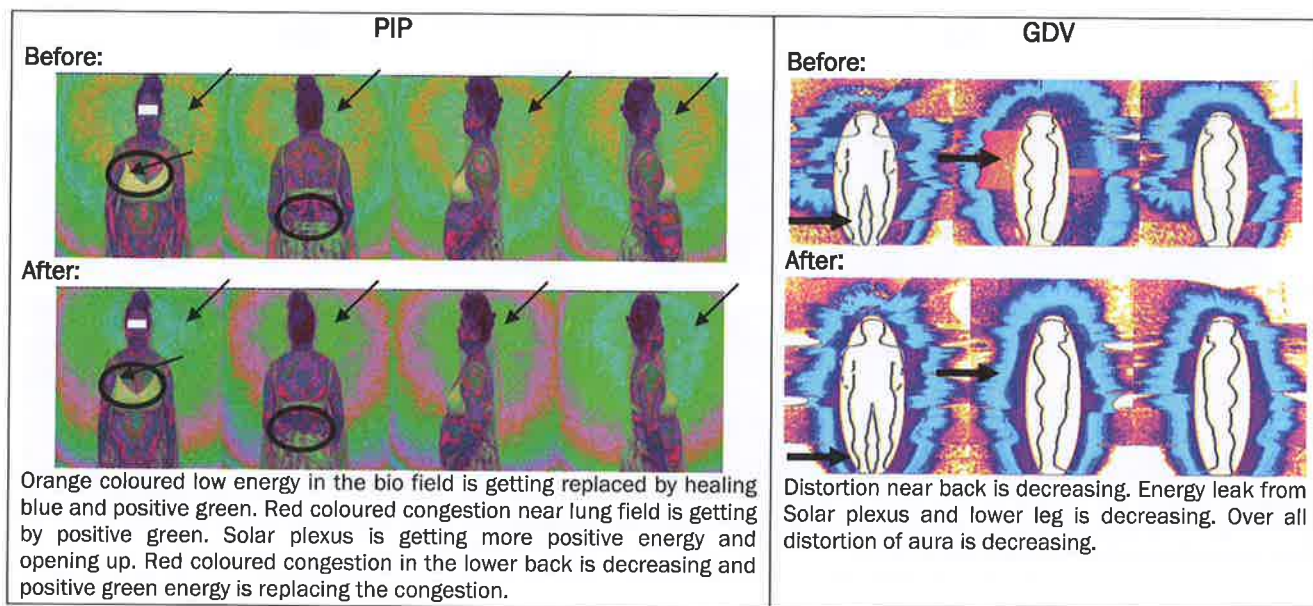 PIP
Before:
After:
Orange coloured low energy in the bio field is getting replaced by healing
blue and positive green. Red coloured congestion near lung field is getting
by positive green. Solar plexus is getting more positive energy and
opening up. Red coloured congestion in the lower back is decreasing and
positive green energy is replacing the congestion.
GDV
Before:
After:
Distortion near back is decreasing. Energy leak from
Solar plexus and lower leg is decreasing. Over all
distortion of aura is decreasing.